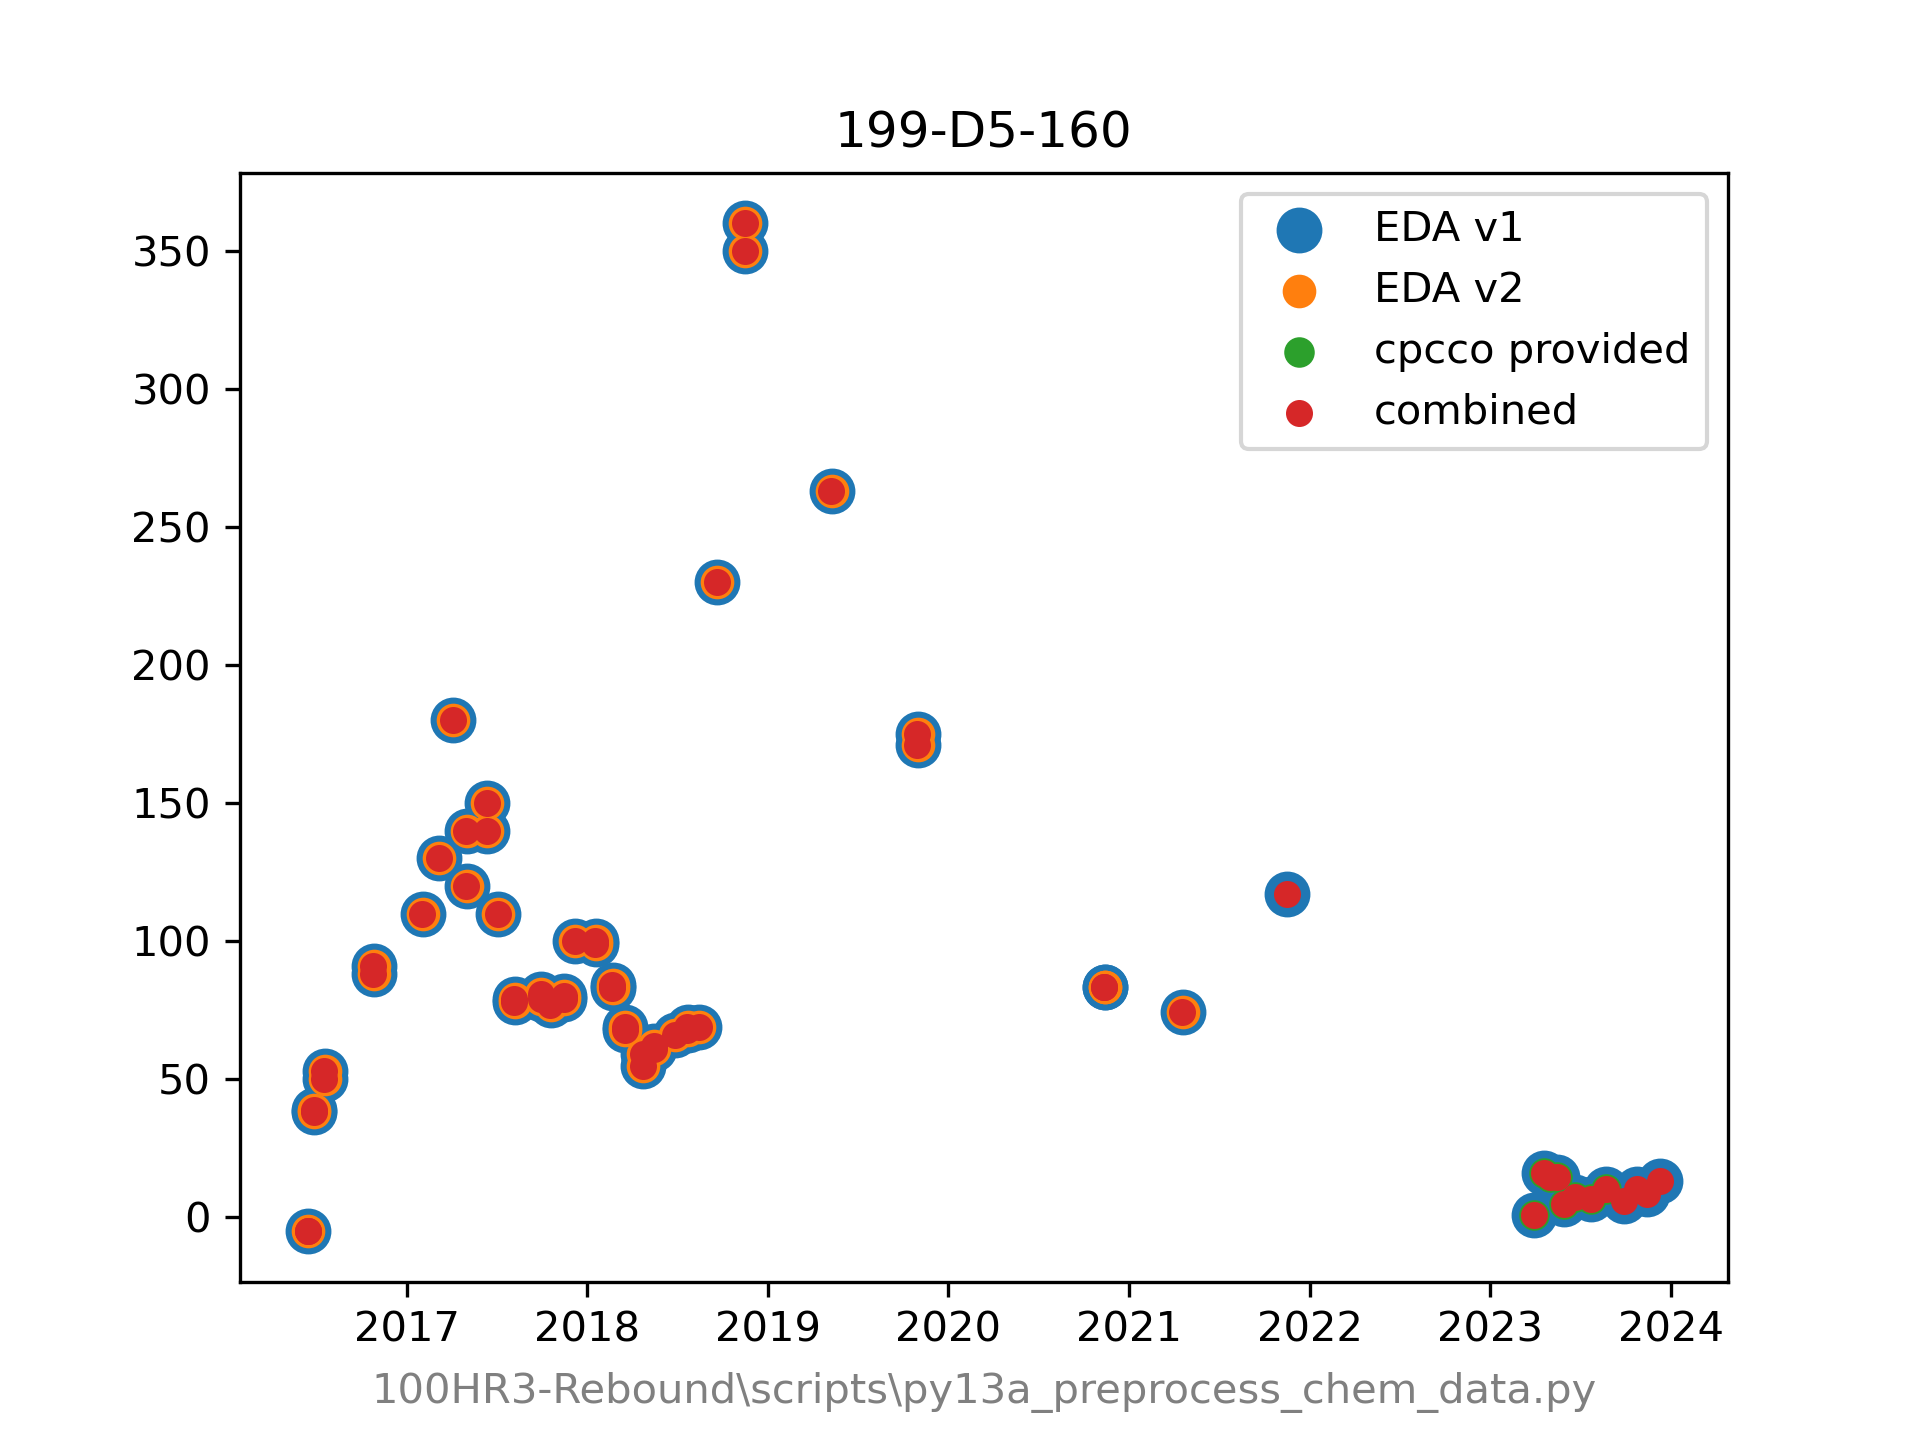 199-D5-160
EDA v1
EDA v2
cpcco provided
combined
350
300
250
200
150
100
50
0
2017 2018 2019 2020 2021 2022 2023 2024
100HR3-Rebound\scripts\py13a_preprocess_chem_data.py